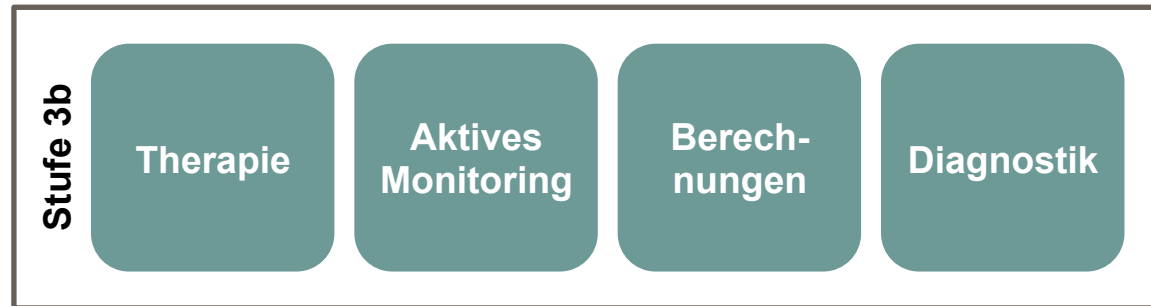 Stufe 3b
Therapie
Aktives
Monitoring
Berech-
nungen
Diagnostik